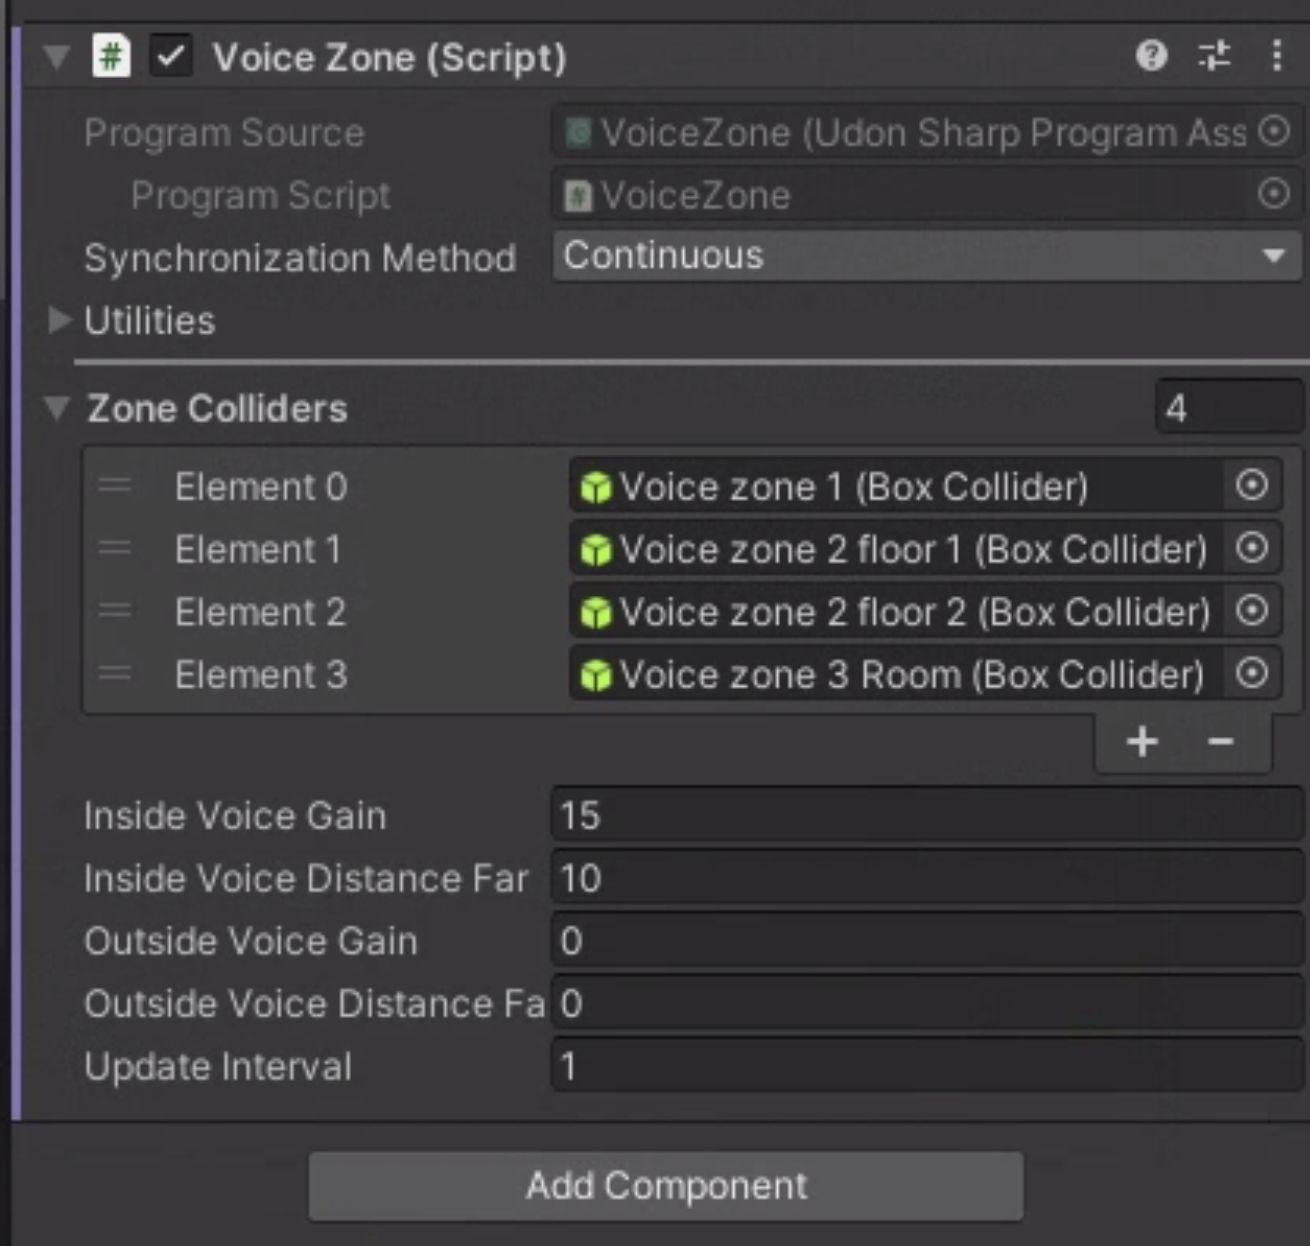 Voice Zone (Script)
Program Source VoiceZone (Udon Sharp Program Ass
Program Script VoiceZone
Synchronization Method Continuous
Utilities
Zone Colliders 4
Element 0 Voice zone 1 (Box Collider)
Element 1 Voice zone 2 floor 1 (Box Collider)
Element 2 Voice zone 2 floor 2 (Box Collider)
Element 3 Voice zone 3 Room (Box Collider)
+ −
Inside Voice Gain 15
Inside Voice Distance Far 10
Outside Voice Gain 0
Outside Voice Distance Fa 0
Update Interval 1
Add Component